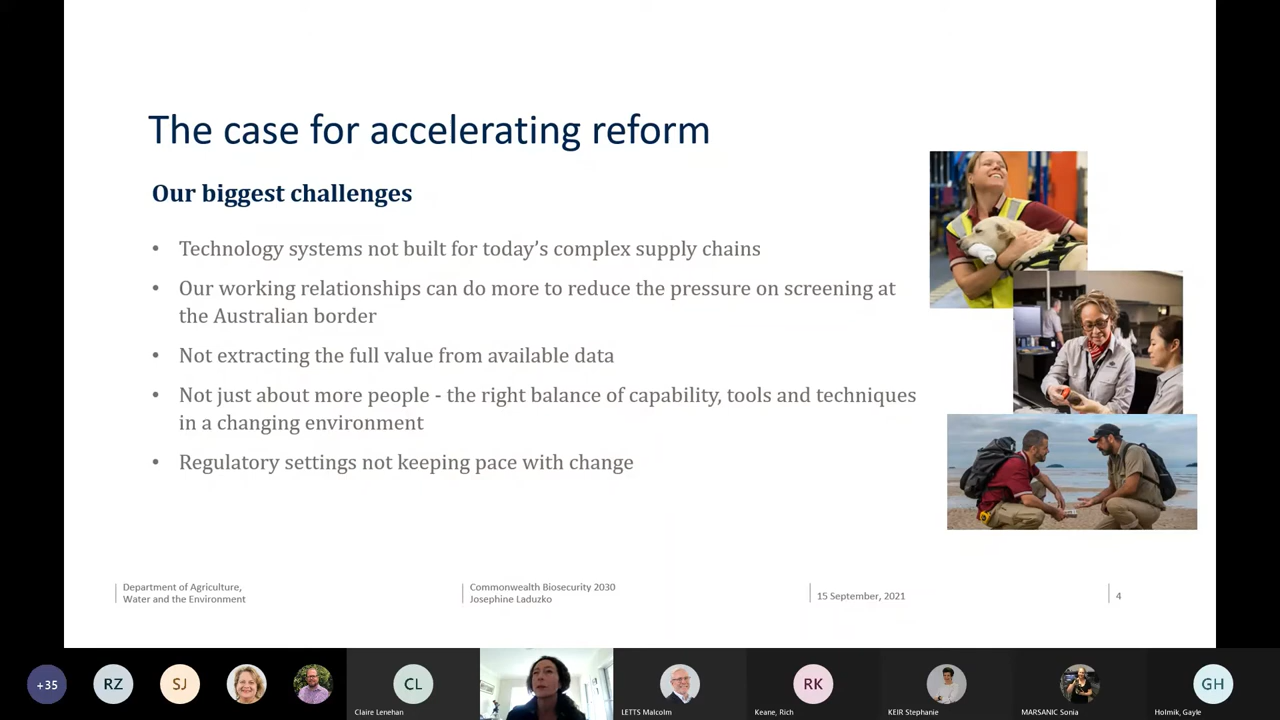 The case for accelerating reform
Our biggest challenges
• Technology systems not built for today's complex supply chains
• Our working relationships can do more to reduce the pressure on screening at
the Australian border
• Not extracting the full value from available data
• Not just about more people - the right balance of capability, tools and techniques
in a changing environment
• Regulatory settings not keeping pace with change
Department of Agriculture,
Water and the Environment
Commonwealth Biosecurity 2030
Josephine Laduzko
15 September, 2021
4
+35
RZ
SJ
CL
RK
GH
Claire Lenehan
LETTS Malcolm
Keane, Rich
KEIR Stephanie
MARSANIC Sonia
Holmik, Gayle